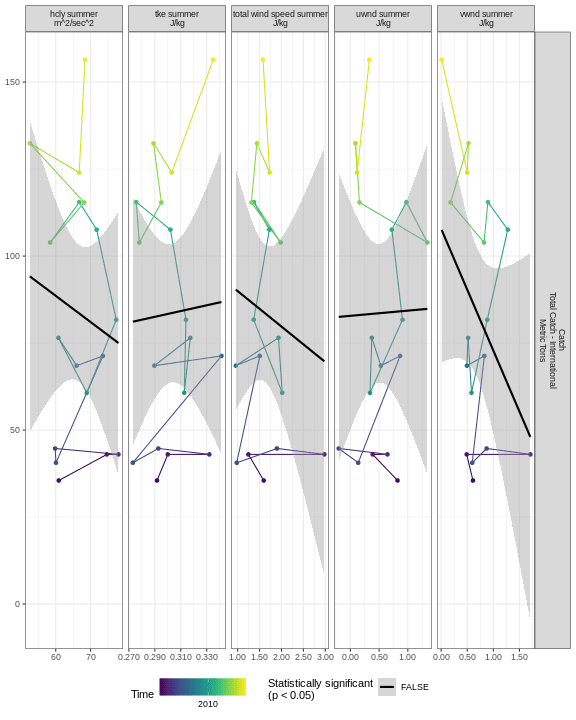 hcly summer
m^2/sec^2
tke summer
J/kg
total wind speed summer
J/kg
uwnd summer
J/kg
vwnd summer
J/kg
150
100
50
0
60 70
0.270 0.290 0.310 0.330
1.00 1.50 2.00 2.50 3.00
0.00 0.50 1.00
0.00 0.50 1.00 1.50
Catch
Total Catch - International
Metric Tons
Time
2010
Statistically significant
(p < 0.05)
FALSE